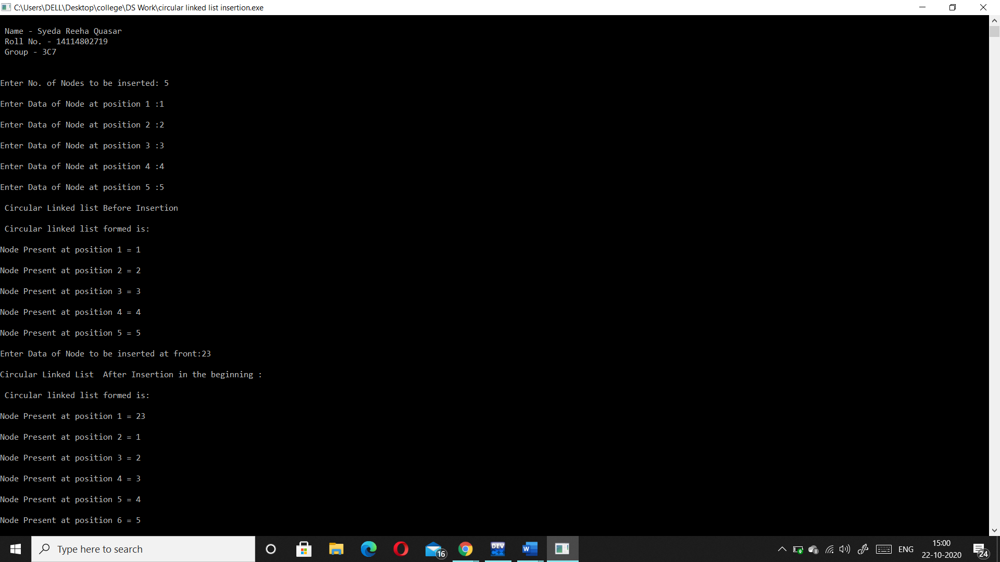 C:\Users\DELL\Desktop\college\DS Work\circular linked list insertion.exe
Name - Syeda Reeha Quasar
Roll No. - 14114802719
Group - 3C7
Enter No. of Nodes to be inserted: 5
Enter Data of Node at position 1 :1
Enter Data of Node at position 2 :2
Enter Data of Node at position 3 :3
Enter Data of Node at position 4 :4
Enter Data of Node at position 5 :5
Circular Linked list Before Insertion
Circular linked list formed is:
Node Present at position 1 = 1
Node Present at position 2 = 2
Node Present at position 3 = 3
Node Present at position 4 = 4
Node Present at position 5 = 5
Enter Data of Node to be inserted at front:23
Circular Linked List  After Insertion in the beginning :
Circular linked list formed is:
Node Present at position 1 = 23
Node Present at position 2 = 1
Node Present at position 3 = 2
Node Present at position 4 = 3
Node Present at position 5 = 4
Node Present at position 6 = 5
Type here to search
16
DEV C++
W
ENG
15:00
22-10-2020
24